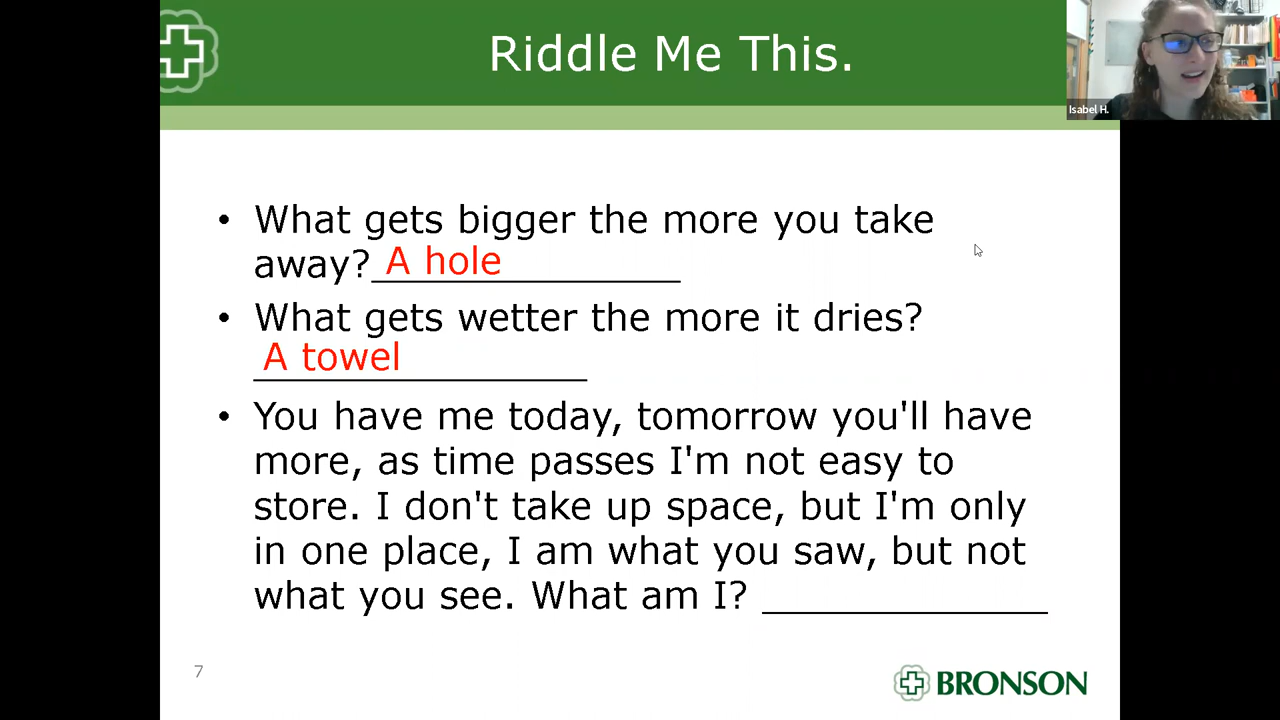 Riddle Me This.
Isabel H.
• What gets bigger the more you take
away? A hole
• What gets wetter the more it dries?
A towel
• You have me today, tomorrow you'll have
more, as time passes I'm not easy to
store. I don't take up space, but I'm only
in one place, I am what you saw, but not
what you see. What am I? ______________
7
BRONSON